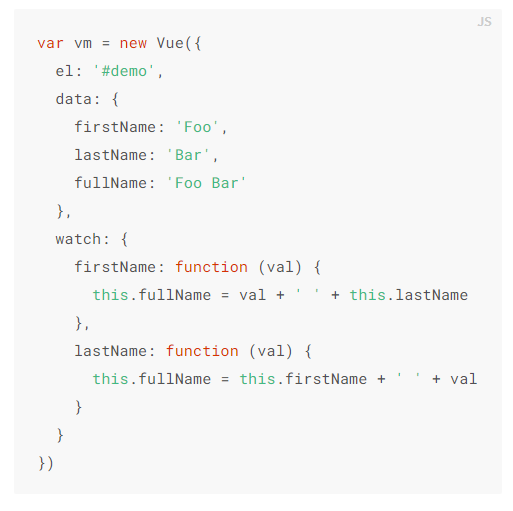 JS
var vm = new Vue({
  el: '#demo',
  data: {
    firstName: 'Foo',
    lastName: 'Bar',
    fullName: 'Foo Bar'
  },
  watch: {
    firstName: function (val) {
      this.fullName = val + ' ' + this.lastName
    },
    lastName: function (val) {
      this.fullName = this.firstName + ' ' + val
    }
  }
})